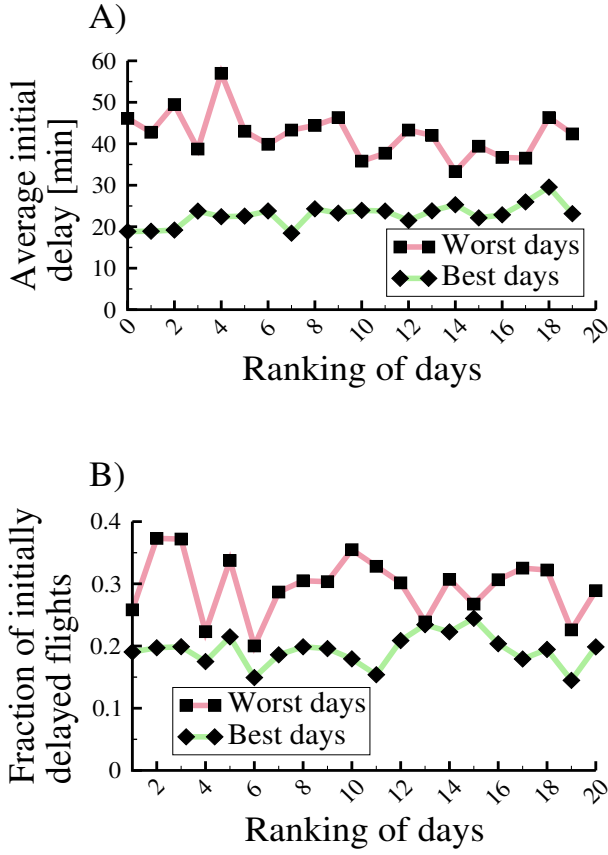 A)
Average initial
delay [min]
60
50
40
30
20
10
0
Worst days
Best days
0 2 4 6 8 10 12 14 16 18 20
Ranking of days
B)
Fraction of initially
delayed flights
0.4
0.3
0.2
0.1
0
Worst days
Best days
2 4 6 8 10 12 14 16 18 20
Ranking of days